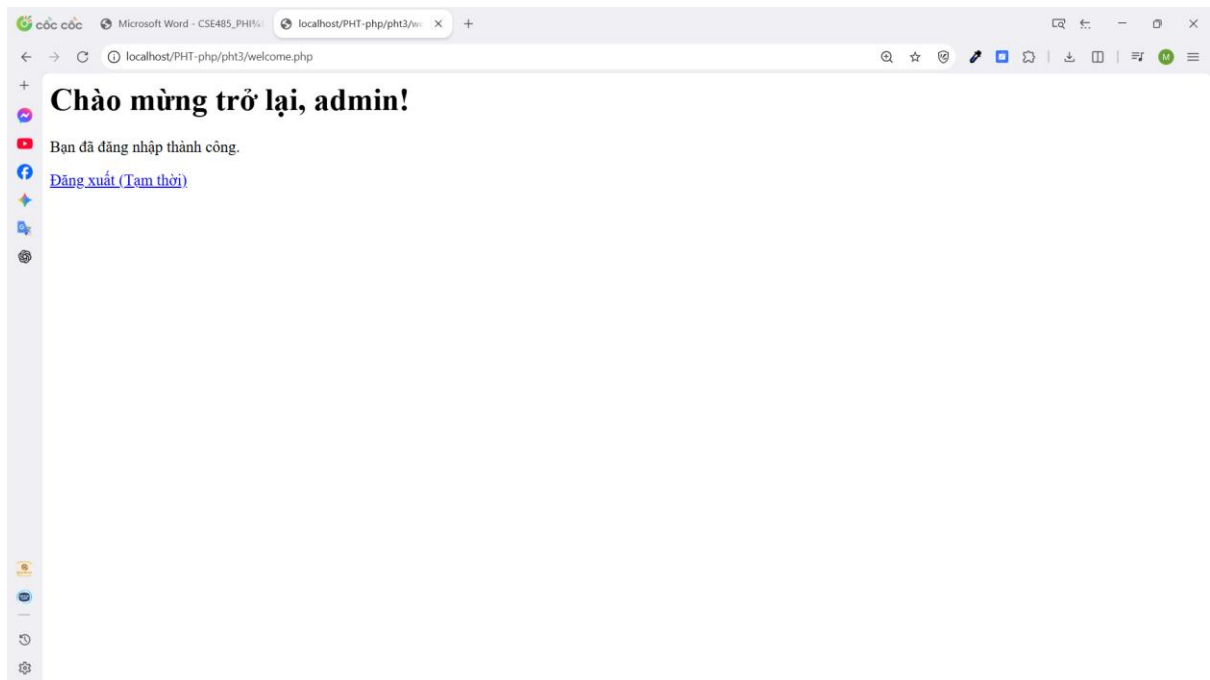 cốc cốc
Microsoft Word - CSE485_PHI%
localhost/PHT-php/pht3/we
localhost/PHT-php/pht3/welcome.php
M
Chào mừng trở lại, admin!
Bạn đã đăng nhập thành công.
Đăng xuất (Tạm thời)